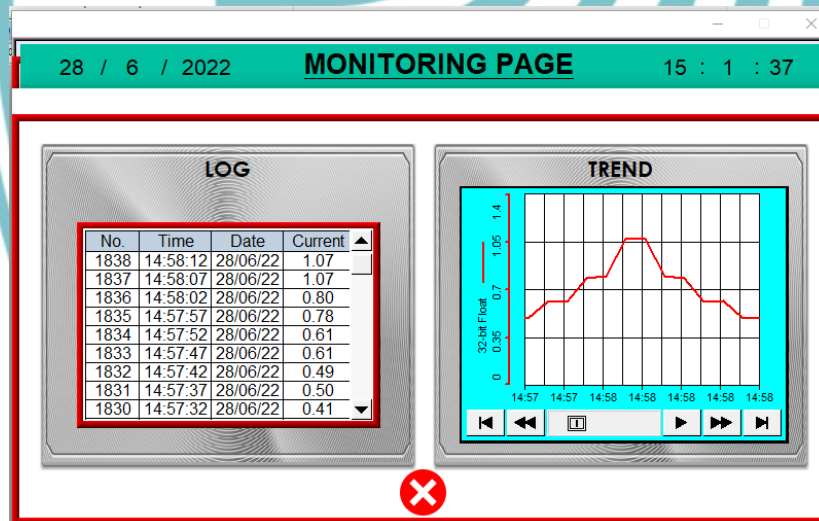 28 / 6 / 2022 MONITORING PAGE 15 : 1 : 37
LOG
No. Time Date Current
1838 14:58:12 28/06/22 1.07
1837 14:58:07 28/06/22 1.07
1836 14:58:02 28/06/22 0.80
1835 14:57:57 28/06/22 0.78
1834 14:57:52 28/06/22 0.61
1833 14:57:47 28/06/22 0.61
1832 14:57:42 28/06/22 0.49
1831 14:57:37 28/06/22 0.50
1830 14:57:32 28/06/22 0.41
TREND
32-bit Float
1.4
1.05
0.7
0.35
0
14:57 14:57 14:58 14:58 14:58 14:58 14:58